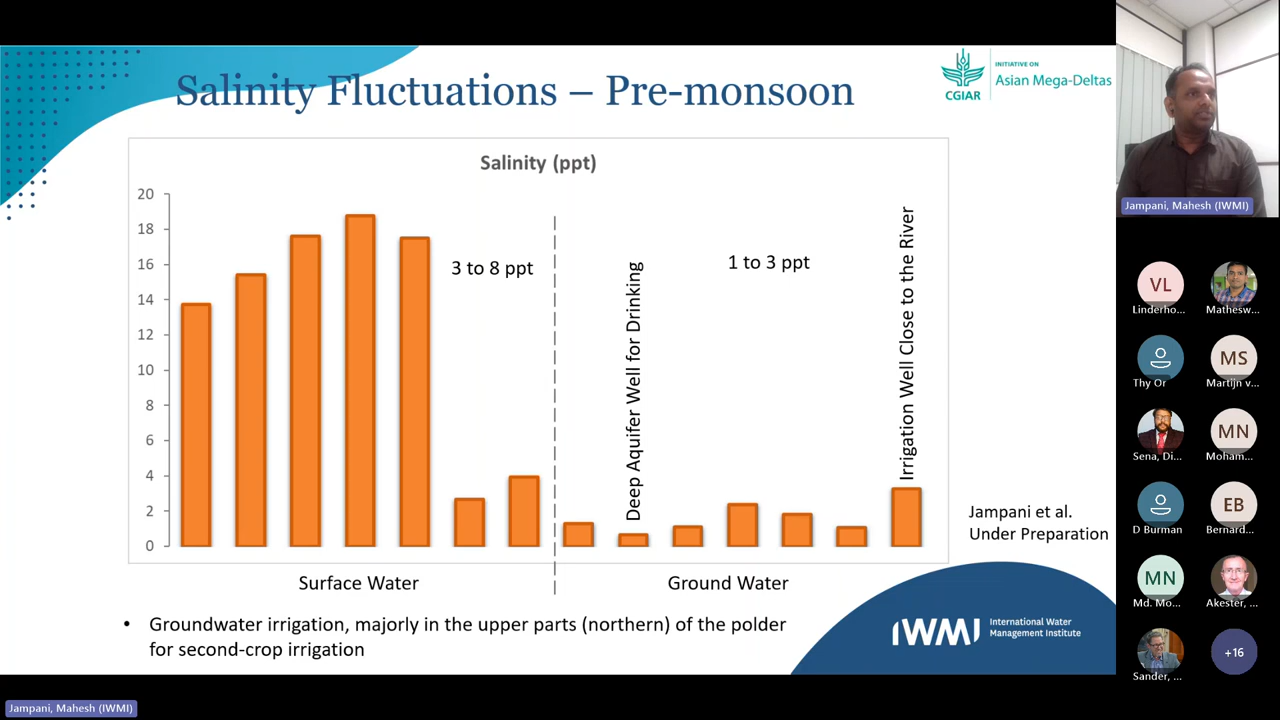 Salinity Fluctuations – Pre-monsoon
CGIAR
INITIATIVE ON
Asian Mega-Deltas
Salinity (ppt)
20
18
16
14
12
10
8
6
4
2
0
3 to 8 ppt
Deep Aquifer Well for Drinking
1 to 3 ppt
Irrigation Well Close to the River
Surface Water
Ground Water
Jampani et al.
Under Preparation
• Groundwater irrigation, majorly in the upper parts (northern) of the polder
for second-crop irrigation
IWMI
International Water
Management Institute
Jampani, Mahesh (IWMI)
VL
Linderho...
Mathesw...
Thy Or
MS
Martijn v...
Sena, Di...
MN
Moham...
D Burman
EB
Bernard...
MN
Md. Mo...
Akester, ...
Sander, ...
+16
Jampani, Mahesh (IWMI)